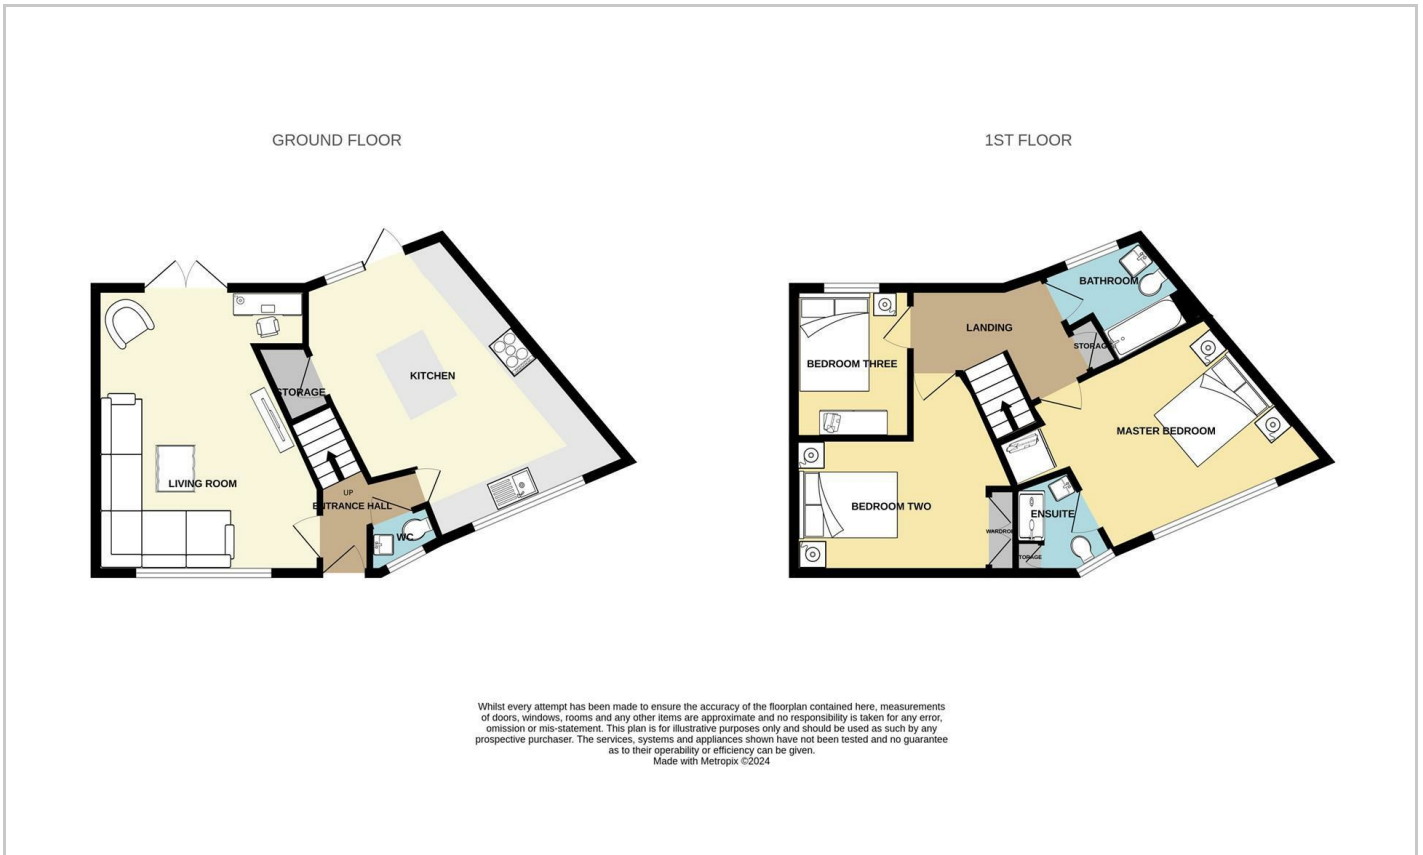 GROUND FLOOR
1ST FLOOR
STORAGE
KITCHEN
LIVING ROOM
UP
ENTRANCE HALL
WC
BATHROOM
LANDING
STORAGE
BEDROOM THREE
MASTER BEDROOM
BEDROOM TWO
ENSUITE
Whilst every attempt has been made to ensure the accuracy of the floorplan contained here, measurements
of doors, windows, rooms and any other items are approximate and no responsibility is taken for any error,
omission or mis-statement. This plan is for illustrative purposes only and should be used as such by any
prospective purchaser. The services, systems and appliances shown have not been tested and no guarantee
as to their operability or efficiency can be given.
Made with Metropix ©2024